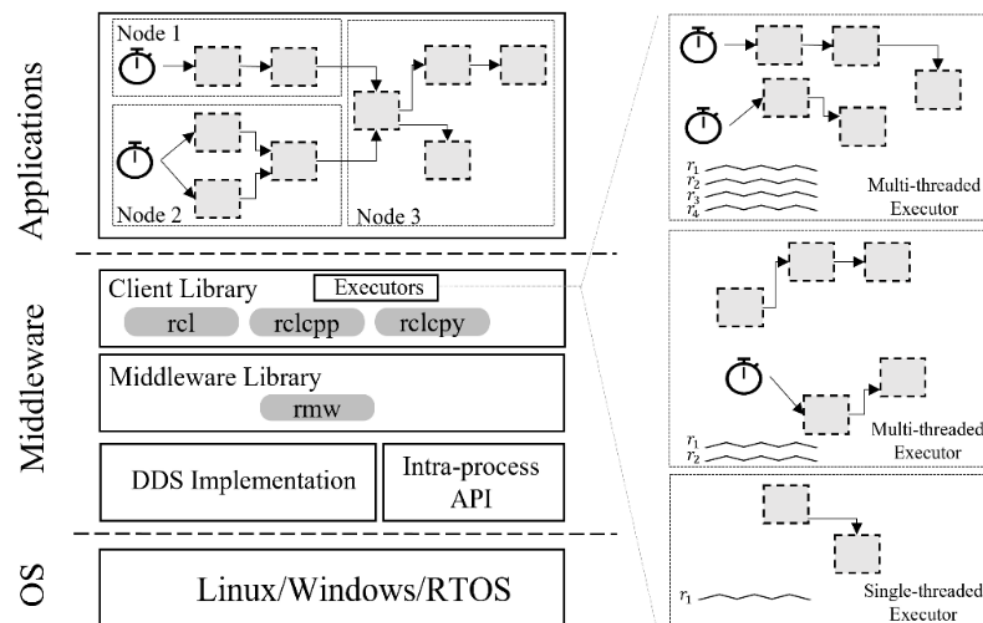 Applications
Node 1
Node 2
Node 3
Middleware
Client Library
Executors
rcl
rclcpp
rclcpy
Middleware Library
rmw
DDS Implementation
Intra-process
API
OS
Linux/Windows/RTOS
r1
r2
r3
r4
Multi-threaded
Executor
Multi-threaded
Executor
r1
r2
r1
Single-threaded
Executor